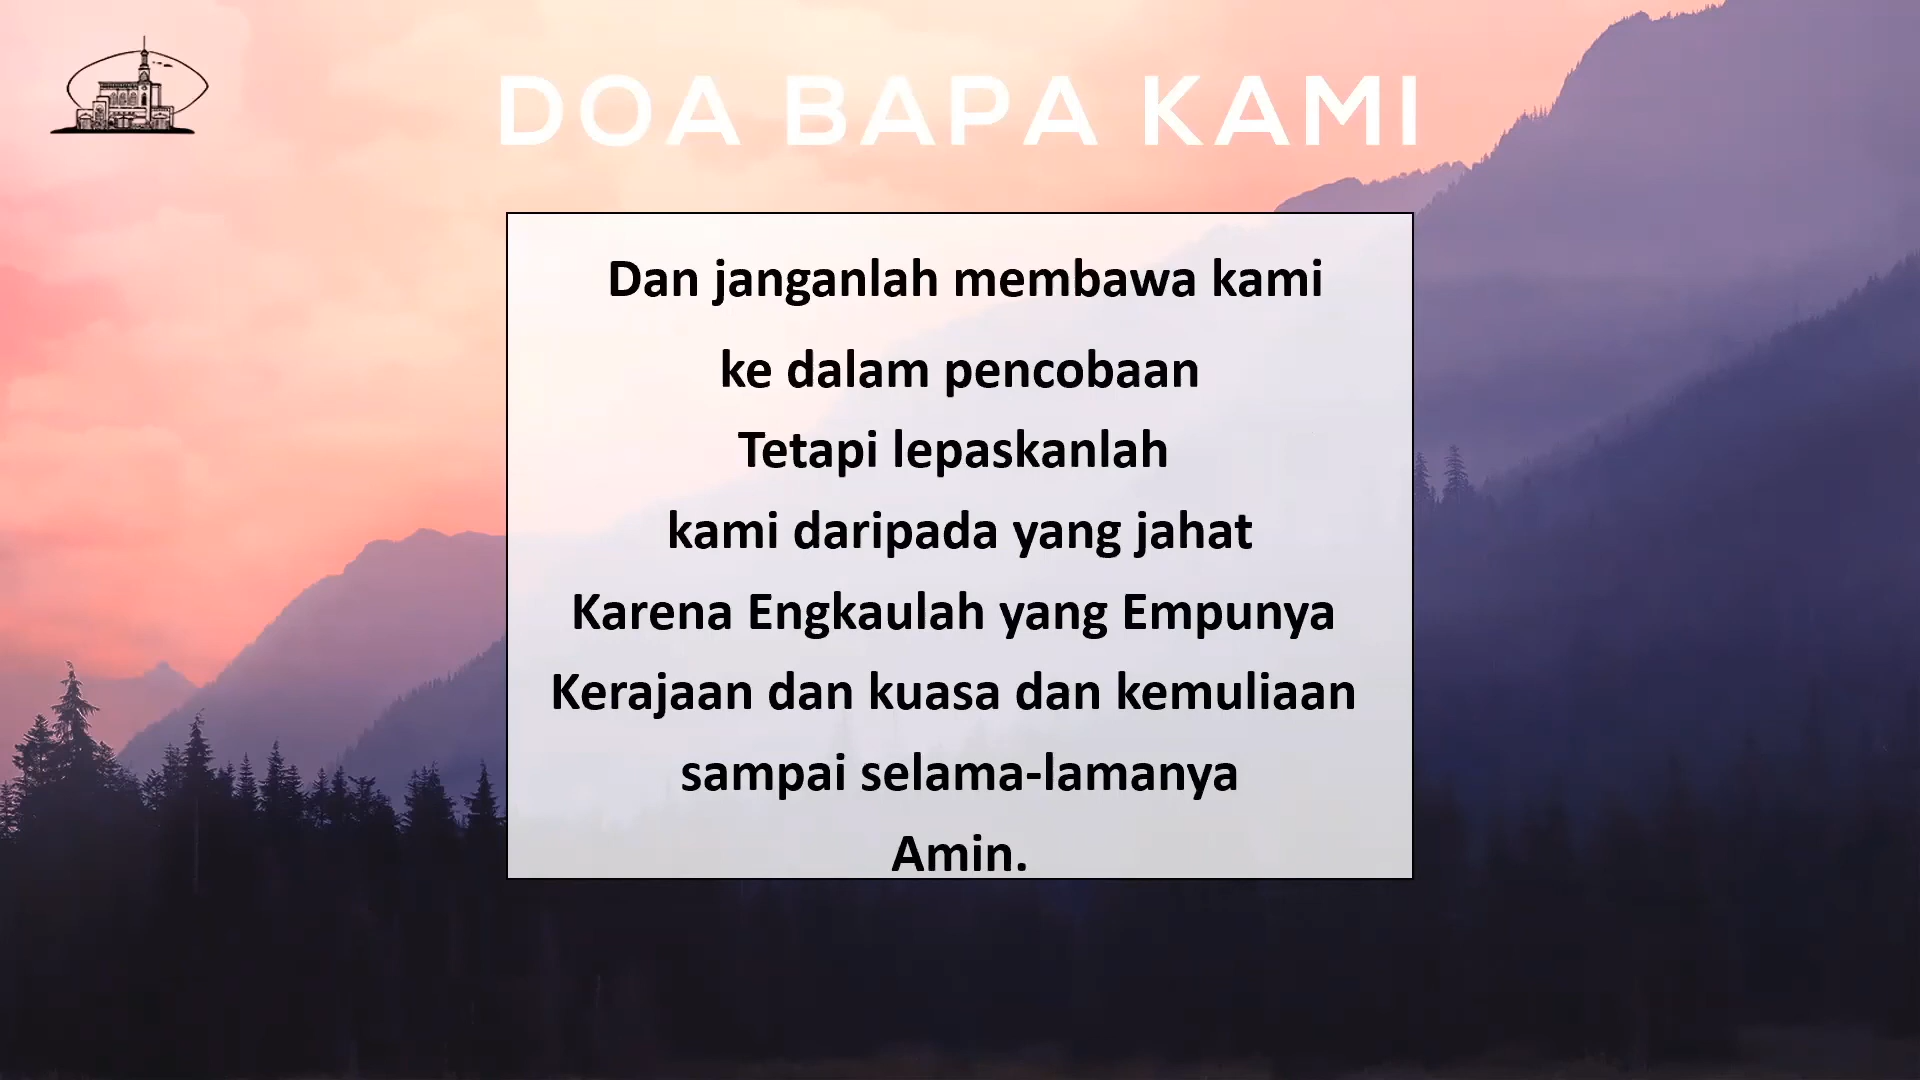 DOA BAPA KAMI
Dan janganlah membawa kami
ke dalam pencobaan
Tetapi lepaskanlah
kami daripada yang jahat
Karena Engkaulah yang Empunya
Kerajaan dan kuasa dan kemuliaan
sampai selama-lamanya
Amin.